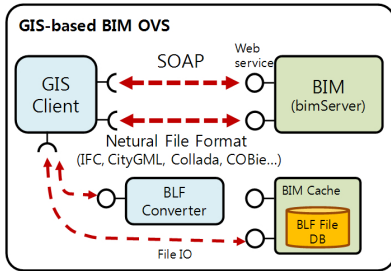 GIS-based BIM OVS
SOAP
Web
service
GIS
Client
BIM
(bimServer)
Netural File Format
(IFC, CityGML, Collada, COBie...)
BLF
Converter
BIM Cache
BLF File
DB
File IO